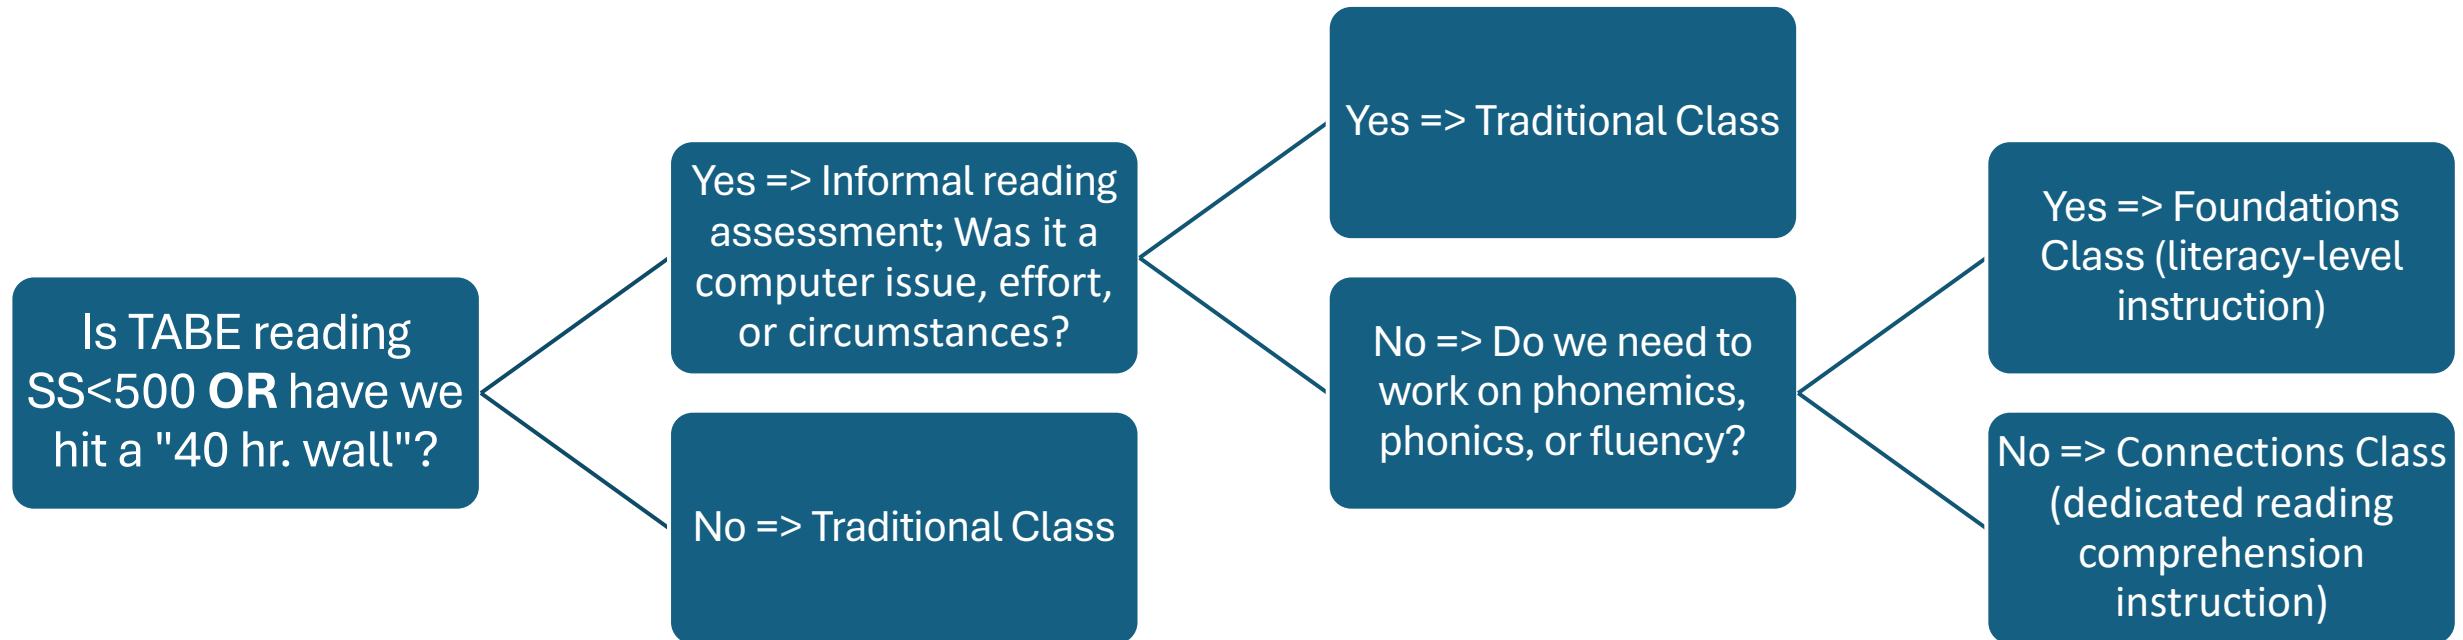 Is TABE reading
SS<500 OR have we
hit a "40 hr. wall"?
Yes => Informal reading
assessment; Was it a
computer issue, effort,
or circumstances?
No => Traditional Class
Yes => Traditional Class
No => Do we need to
work on phonemics,
phonics, or fluency?
Yes => Foundations
Class (literacy-level
instruction)
No => Connections Class
(dedicated reading
comprehension
instruction)